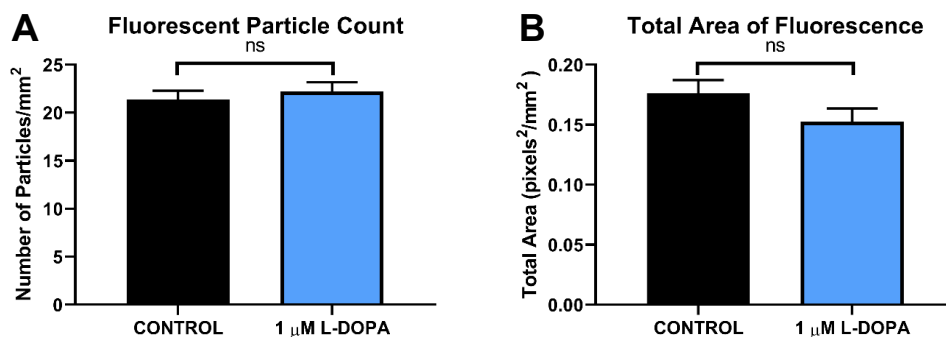 A
Fluorescent Particle Count
ns
Number of Particles/mm²
25
20
15
10
5
0
CONTROL
1 µM L-DOPA
B
Total Area of Fluorescence
ns
Total Area (pixels²/mm²)
0.20
0.15
0.10
0.05
0.00
CONTROL
1 µM L-DOPA